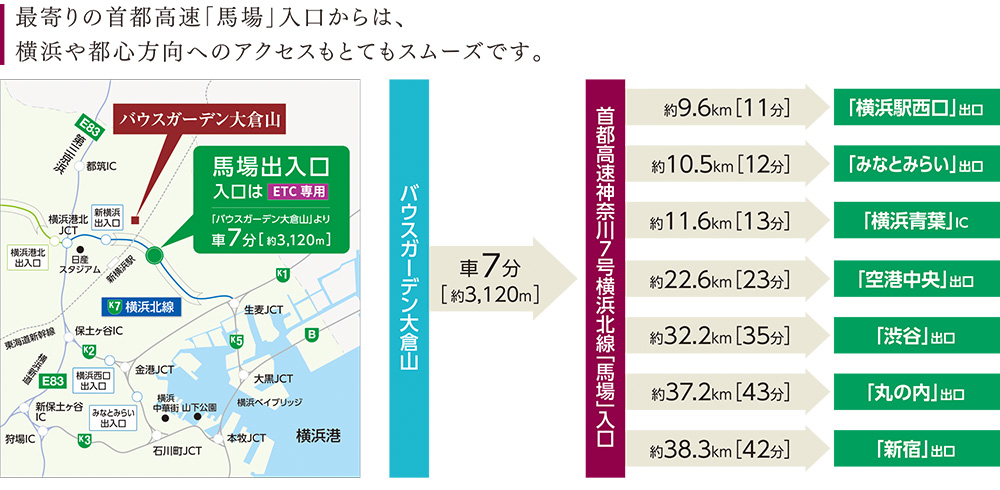 最寄りの首都高速「馬場」入口からは、
横浜や都心方向へのアクセスもとてもスムーズです。
E83
第三京浜
都筑IC
バウスガーデン大倉山
馬場出入口
入口は ETC専用
「バウスガーデン大倉山」より
車7分[約3,120m]
横浜港北
JCT
新横浜
出入口
横浜港北
出入口
日産
スタジアム
新横浜駅
K7 横浜北線
K1
生麦JCT
東海道新幹線
保土ヶ谷IC
K2
K5
B
横浜新道
E83
横浜西口
出入口
金港JCT
大黒JCT
横浜ベイブリッジ
新保土ヶ谷
IC
みなとみらい
出入口
横浜
中華街
山下公園
狩場IC
K3
石川町JCT
本牧JCT
横浜港
バウスガーデン大倉山
車7分
[約3,120m]
首都高速神奈川7号横浜北線「馬場」入口
約9.6km[11分]
「横浜駅西口」出口
約10.5km[12分]
「みなとみらい」出口
約11.6km[13分]
「横浜青葉」IC
約22.6km[23分]
「空港中央」出口
約32.2km[35分]
「渋谷」出口
約37.2km[43分]
「丸の内」出口
約38.3km[42分]
「新宿」出口